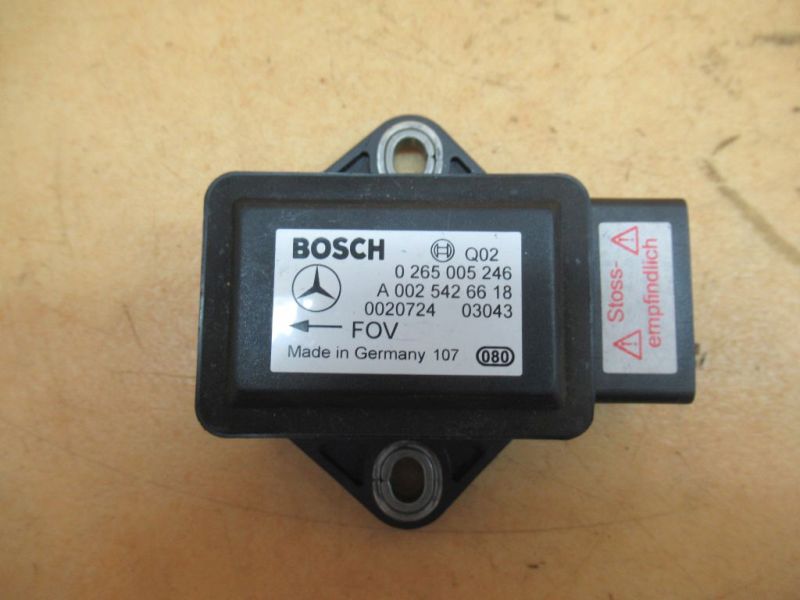 BOSCH Q02
0 265 005 246
A 002 542 66 18
0020724 03043
FOV
Made in Germany 107 080
Stoss-
empfindlich